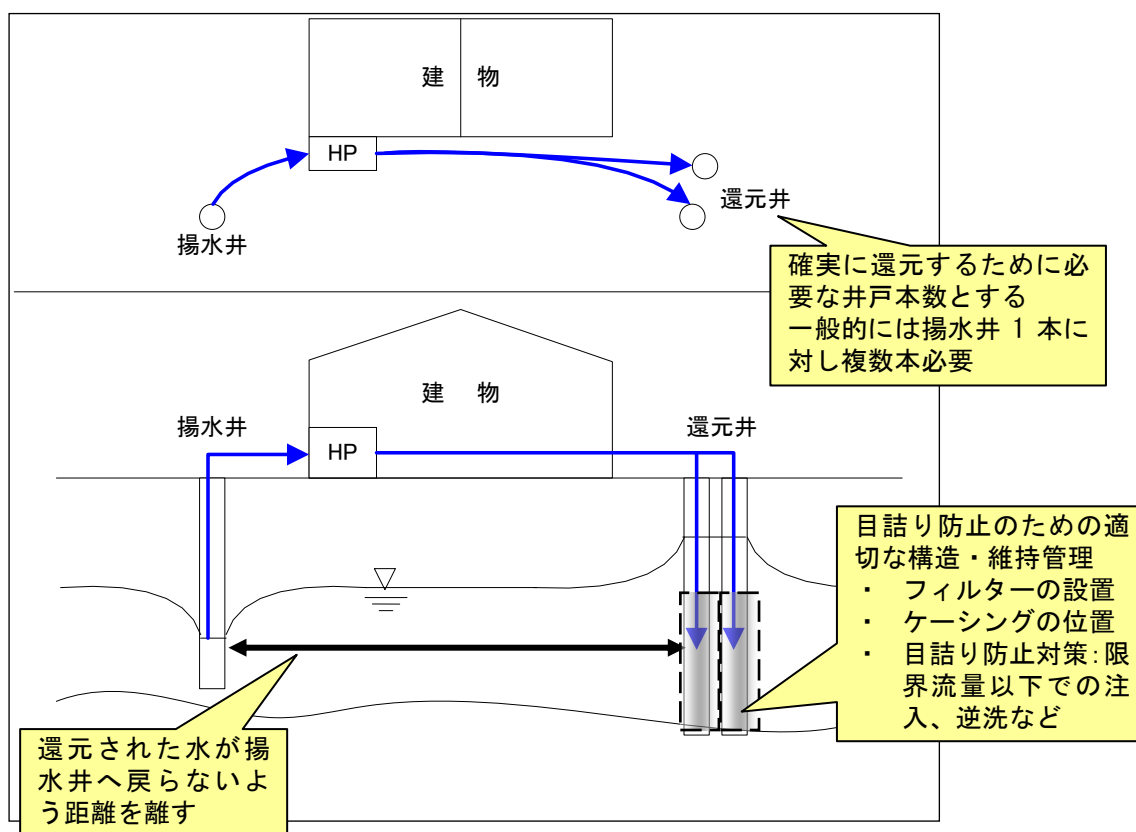 建 物
HP
揚水井
還元井
確実に還元するために必
要な井戸本数とする
一般的には揚水井 1 本に
対し複数本必要
建 物
揚水井
還元井
HP
目詰り防止のための適
切な構造・維持管理
・ フィルターの設置
・ ケーシングの位置
・ 目詰り防止対策:限
界流量以下での注
入、逆洗など
還元された水が揚
水井へ戻らないよ
う距離を離す